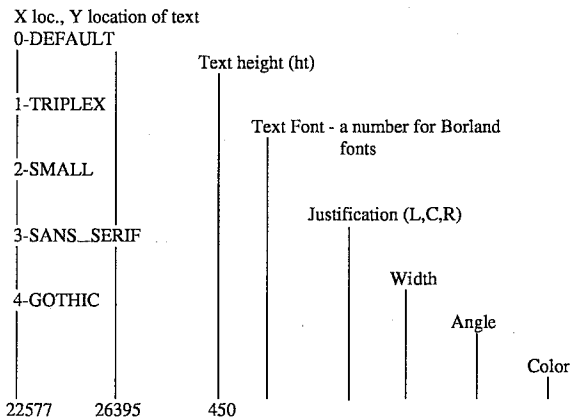 X loc., Y location of text
0-DEFAULT
Text height (ht)
1-TRIPLEX
Text Font - a number for Borland
fonts
2-SMALL
Justification (L,C,R)
3-SANS_SERIF
Width
4-GOTHIC
Angle
Color
22577 26395 450